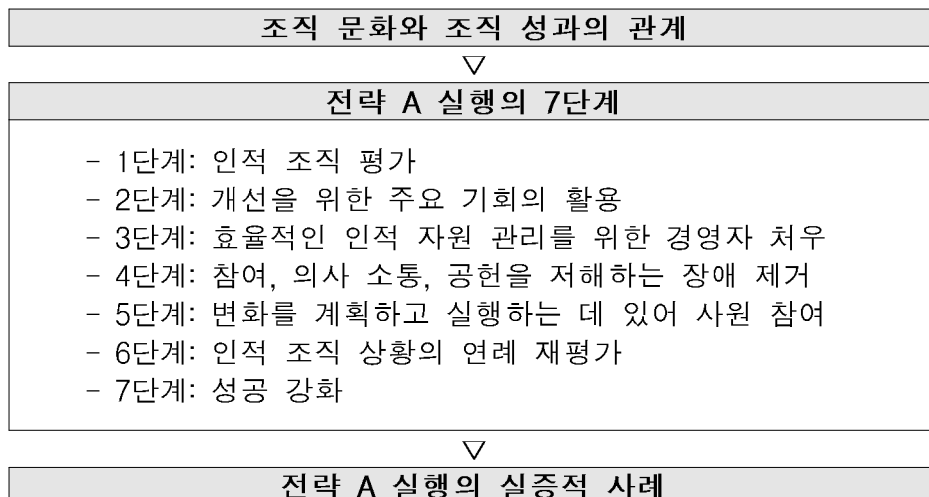 조직 문화와 조직 성과의 관계
▽
전략 A 실행의 7단계
- 1단계: 인적 조직 평가
- 2단계: 개선을 위한 주요 기회의 활용
- 3단계: 효율적인 인적 자원 관리를 위한 경영자 처우
- 4단계: 참여, 의사 소통, 공헌을 저해하는 장애 제거
- 5단계: 변화를 계획하고 실행하는 데 있어 사원 참여
- 6단계: 인적 조직 상황의 연례 재평가
- 7단계: 성공 강화
▽
전략 A 실행의 실증적 사례